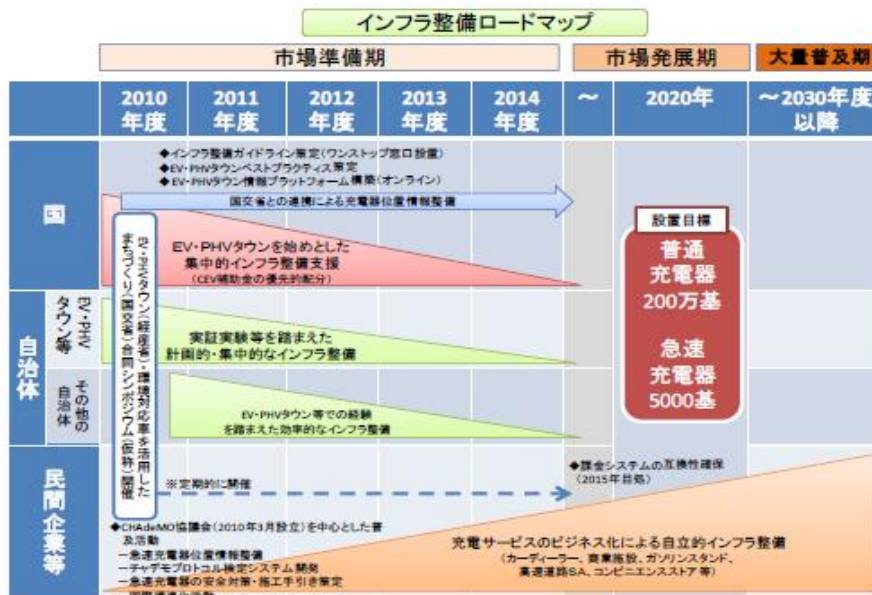 インフラ整備ロードマップ
市場準備期
市場発展期
大量普及期
2010
年度
2011
年度
2012
年度
2013
年度
2014
年度
～
2020年
～2030年度
以降
国
◆インフラ整備ガイドライン策定(ワンストップ窓口設置)
◆EV・PHVタウンベストプラクティス策定
◆EV・PHVタウン情報プラットフォーム構築(オンライン)
国交省との連携による充電器位置情報整備
EV・PHVタウンを始めとした
集中的インフラ整備支援
(CEV補助金の優先的配分)
設置目標
普通
充電器
200万基
急速
充電器
5000基
EV・PHVタウン(経産省)・環境対応車を活用した
まちづくり(国交省)合同シンポジウム(仮称)開催
自治体
EV・PHV
タウン等
実証実験等を踏まえた
計画的・集中的なインフラ整備
その他の
自治体
EV・PHVタウン等での経験
を踏まえた効率的なインフラ整備
民間企業等
※定期的に開催
◆課金システムの互換性確保
(2015年目処)
◆CHAdeMO協議会(2010年3月設立)を中心とした普
及活動
－急速充電器位置情報整備
－チャデモプロトコル検定システム開発
－急速充電器の安全対策・施工手引き策定
充電サービスのビジネス化による自立的インフラ整備
(カーディーラー、商業施設、ガソリンスタンド、
高速道路SA、コンビニエンスストア 等)